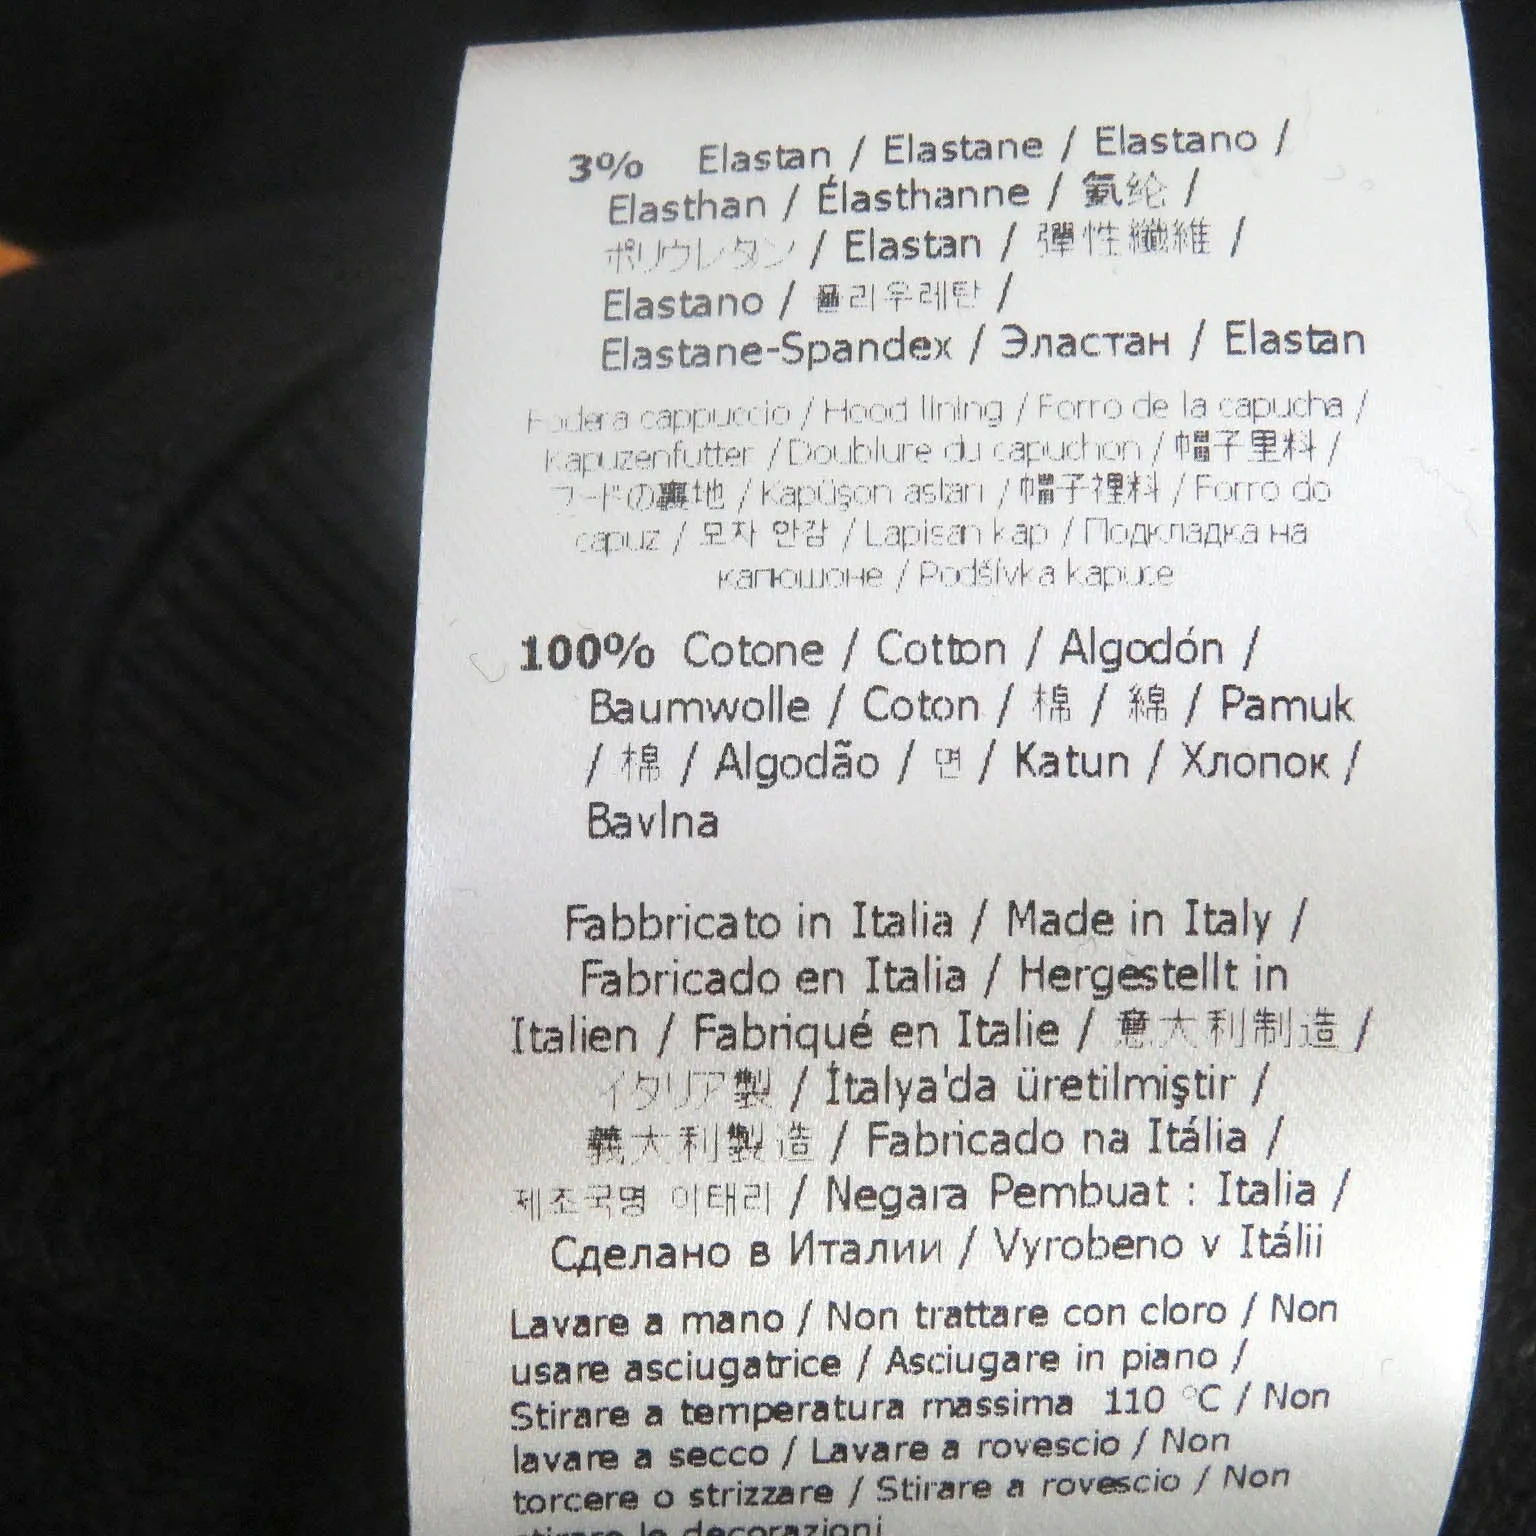 3% Elastan / Elastane / Elastano /
Elasthan / Élasthanne / 氨纶 /
ポリウレタン / Elastan / 彈性纖維 /
Elastano / 폴리우레탄 /
Elastane-Spandex / Эластан / Elastan
Fodera cappuccio / Hood lining / Forro de la capucha /
Kapuzenfutter / Doublure du capuchon / 帽子里料 /
フードの裏地 / Kapüşon astarı / 帽子裡料 / Forro do
capuz / 모자 안감 / Lapisan kap / Подкладка на
капюшоне / Podšívka kapuce
100% Cotone / Cotton / Algodón /
Baumwolle / Coton / 棉 / 綿 / Pamuk
/ 棉 / Algodão / 면 / Katun / Хлопок /
Bavlna
Fabbricato in Italia / Made in Italy /
Fabricado en Italia / Hergestellt in
Italien / Fabriqué en Italie / 意大利制造 /
イタリア製 / İtalya'da üretilmiştir /
義大利製造 / Fabricado na Itália /
제조국명 이태리 / Negara Pembuat : Italia /
Сделано в Италии / Vyrobeno v Itálii
Lavare a mano / Non trattare con cloro / Non
usare asciugatrice / Asciugare in piano /
Stirare a temperatura massima 110 °C / Non
lavare a secco / Lavare a rovescio / Non
torcere o strizzare / Stirare a rovescio / Non
stirare le decorazioni